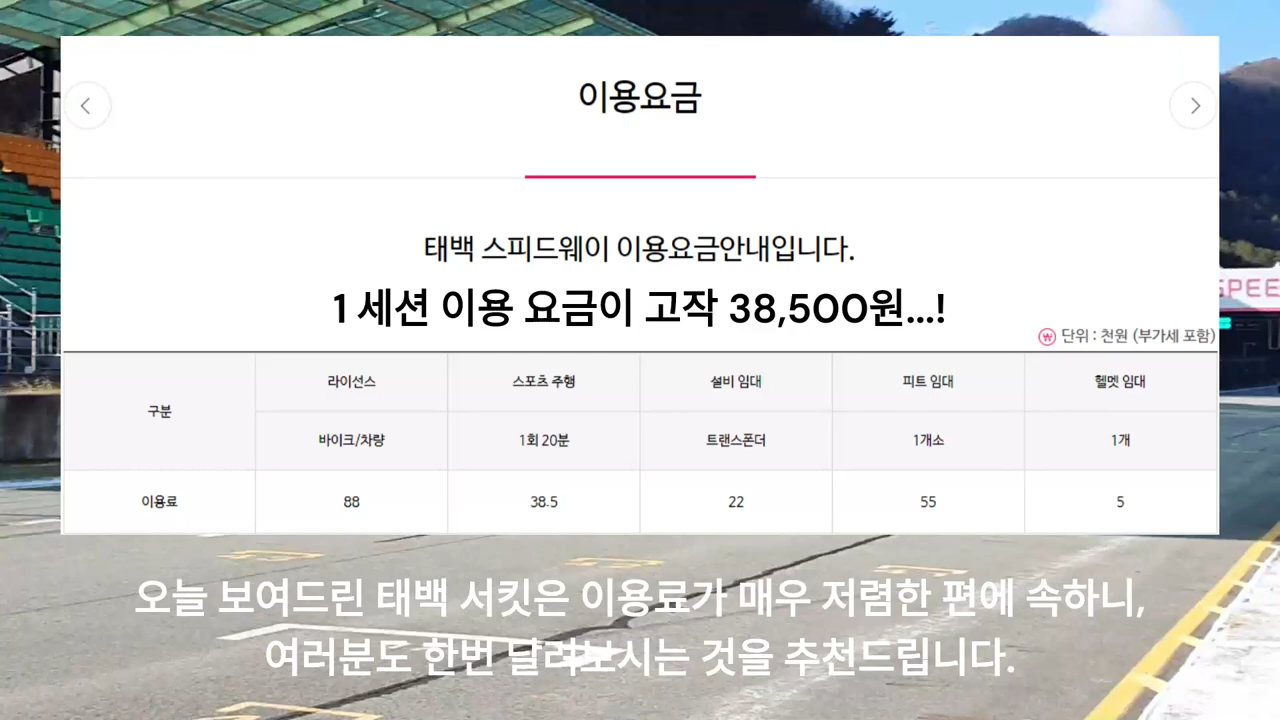 이용요금
태백 스피드웨이 이용요금안내입니다.
1 세션 이용 요금이 고작 38,500원...!
₩ 단위 : 천원 (부가세 포함)
구분 라이선스 스포츠 주행 설비 임대 피트 임대 헬멧 임대
바이크/차량 1회 20분 트랜스폰더 1개소 1개
이용료 88 38.5 22 55 5
SPEE
오늘 보여드린 태백 서킷은 이용료가 매우 저렴한 편에 속하니,
여러분도 한번 달려보시는 것을 추천드립니다.